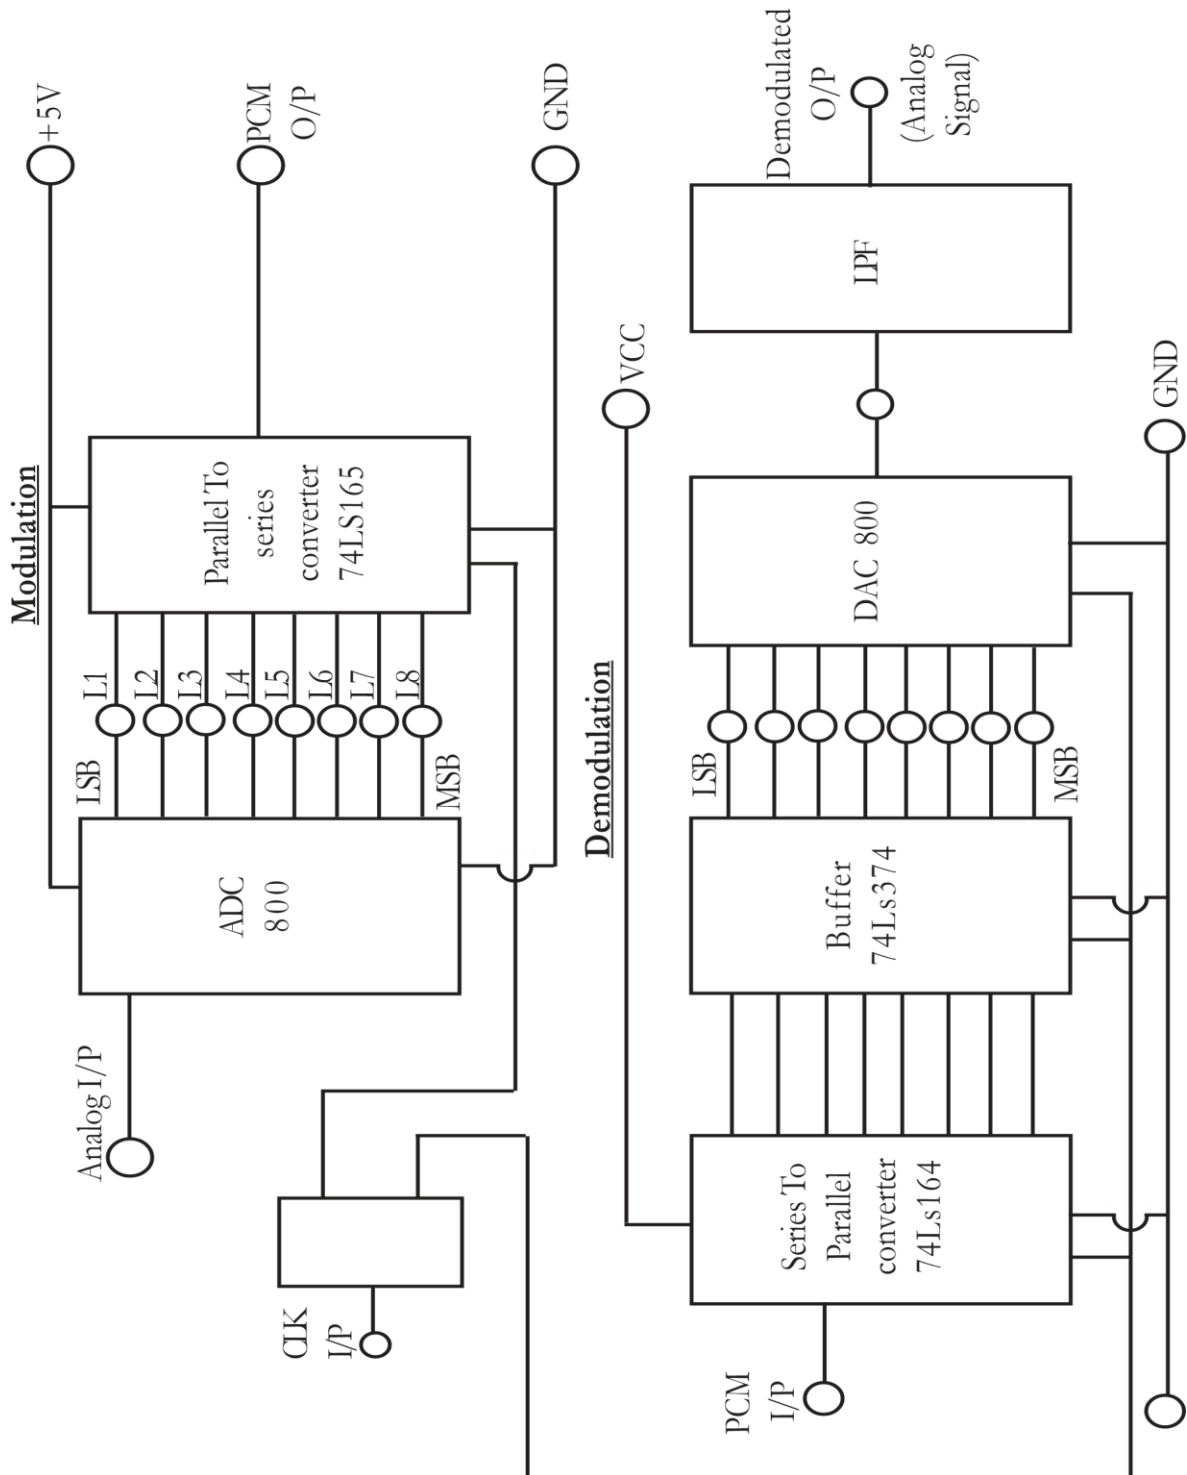 Modulation
+5V
Analog I/P
ADC
800
LSB
MSB
L1
L2
L3
L4
L5
L6
L7
L8
Parallel To
series
converter
74LS165
PCM
O/P
GND
CLK
I/P
Demodulation
VCC
PCM
I/P
Series To
Parallel
converter
74Ls164
Buffer
74Ls374
LSB
MSB
DAC 800
LPF
Demodulated
O/P
(Analog
Signal)
GND